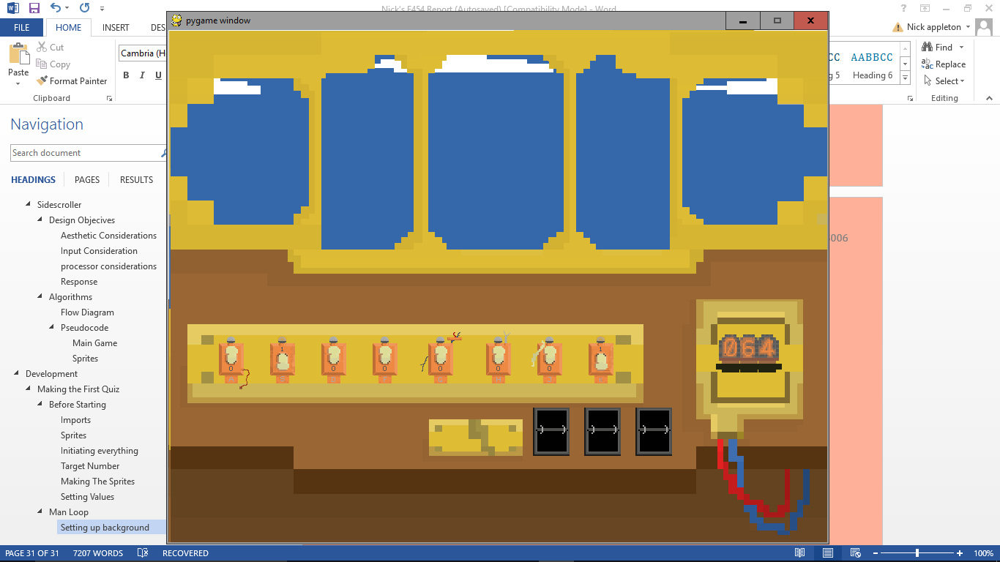 Nick's F454 Report (Autosaved) [Compatibility Mode] - Word
pygame window
FILE
HOME
INSERT
DES
Nick appleton
Paste
Cut
Copy
Format Painter
Clipboard
Cambria (H
B I U
CC
AABBCC
g 5
Heading 6
Find
Replace
Select
Editing
Navigation
Search document
HEADINGS
PAGES
RESULTS
Sidescroller
Design Objectives
Aesthetic Considerations
Input Consideration
processor considerations
Response
Algorithms
Flow Diagram
Pseudocode
Main Game
Sprites
Development
Making the First Quiz
Before Starting
Imports
Sprites
Initiating everything
Target Number
Making The Sprites
Setting Values
Man Loop
Setting up background
006
0 1 0 0 0 0 0 1
064
PAGE 31 OF 31
7207 WORDS
RECOVERED
100%